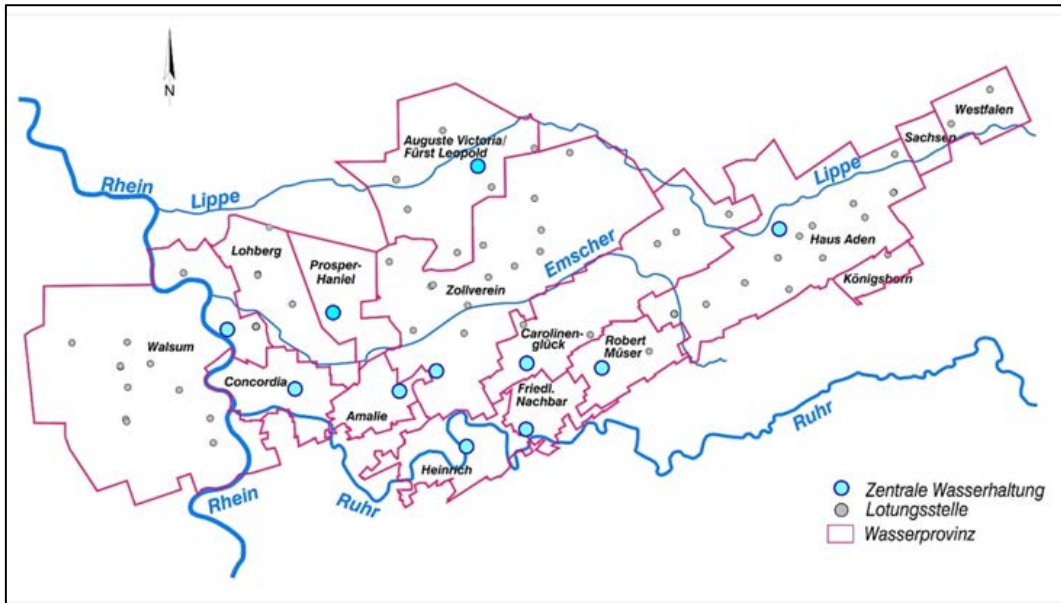 N
Auguste Victoria/
Fürst Leopold
Westfalen
Sachsen
Rhein
Lippe
Lippe
Lohberg
Prosper-
Haniel
Emscher
Haus Aden
Königsborn
Zollverein
Walsum
Carolinen-
glück
Robert
Müser
Concordia
Amalie
Friedl.
Nachbar
Ruhr
Heinrich
Rhein
Ruhr
Zentrale Wasserhaltung
Lotungsstelle
Wasserprovinz